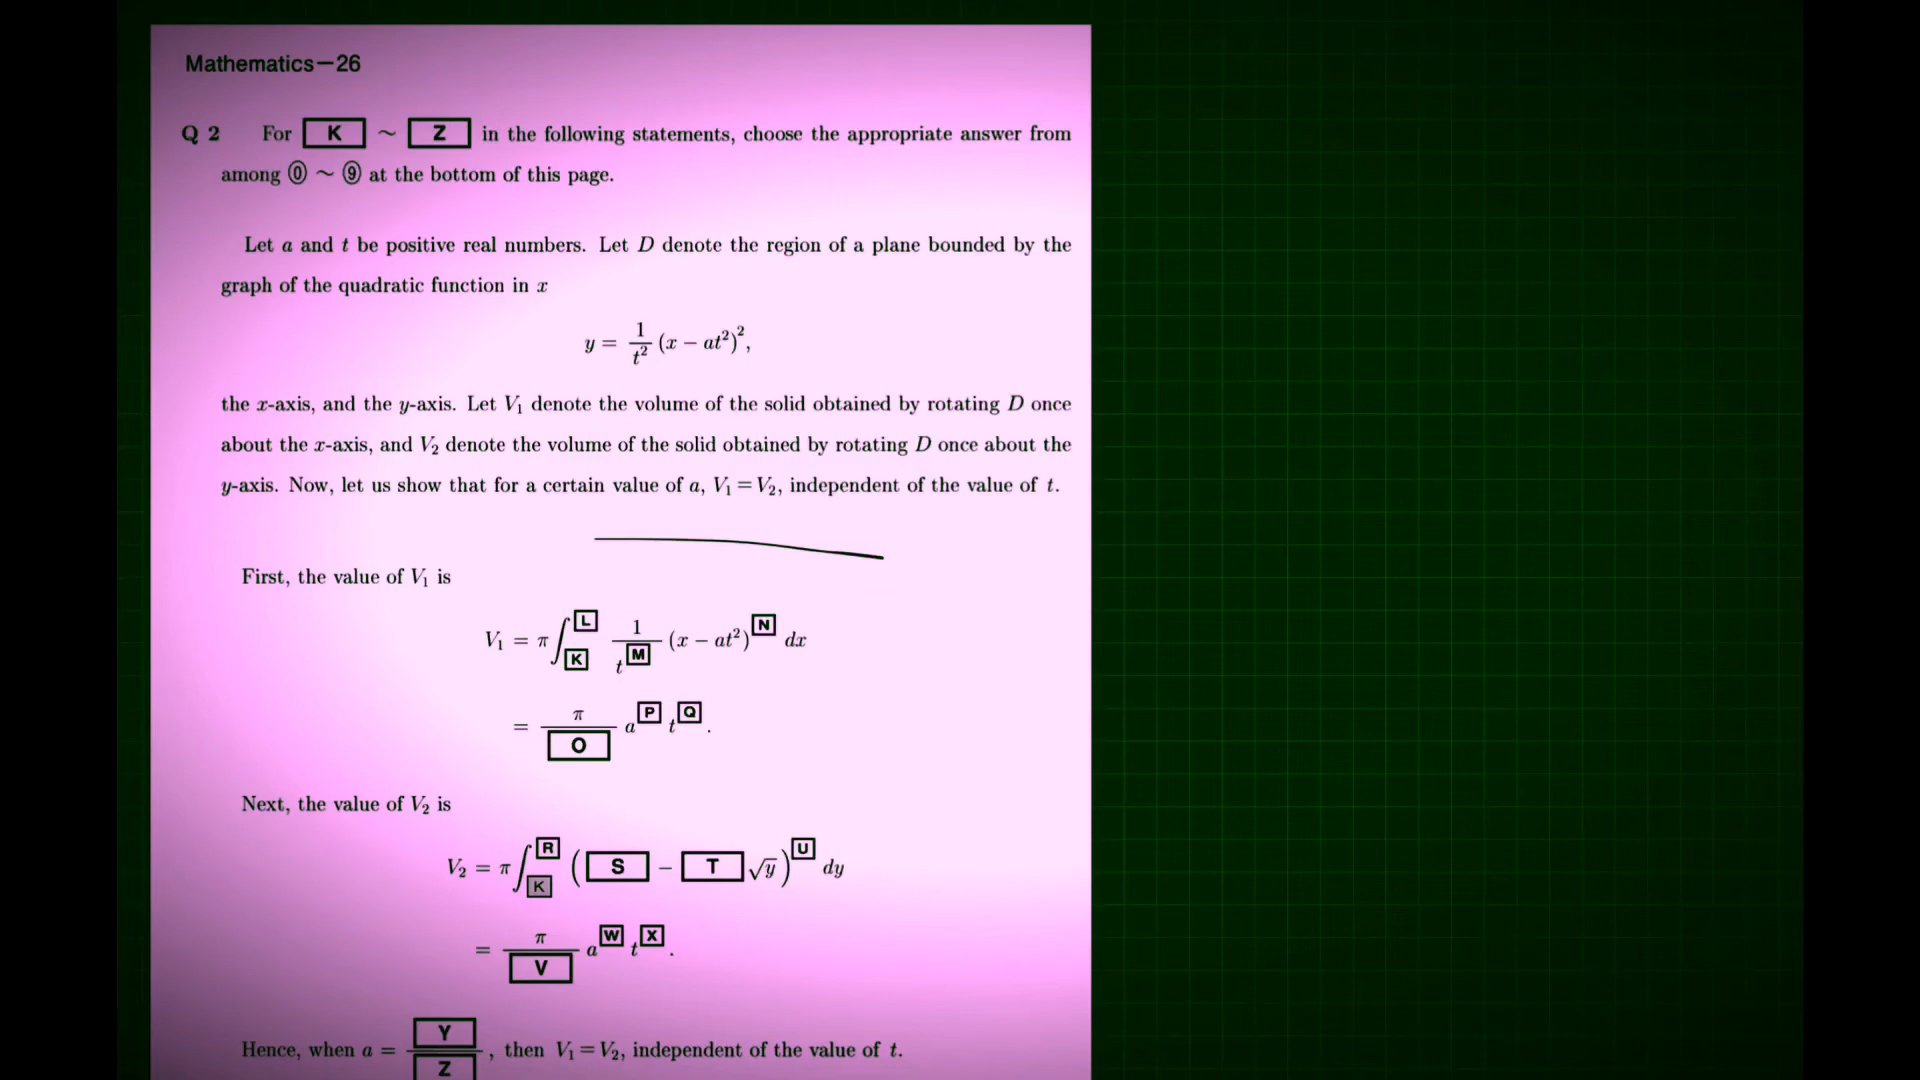 Mathematics－26
Q 2 For K ～ Z in the following statements, choose the appropriate answer from
among ⓪ ～ ⑨ at the bottom of this page.
Let a and t be positive real numbers. Let D denote the region of a plane bounded by the
graph of the quadratic function in x
y = 1/t² (x − at²)²,
the x-axis, and the y-axis. Let V₁ denote the volume of the solid obtained by rotating D once
about the x-axis, and V₂ denote the volume of the solid obtained by rotating D once about the
y-axis. Now, let us show that for a certain value of a, V₁ = V₂, independent of the value of t.
First, the value of V₁ is
V₁ = π ∫_K^L 1/t^M (x − at²)^N dx
= π/O a^P t^Q .
Next, the value of V₂ is
V₂ = π ∫_K^R (S − T √y)^U dy
= π/V a^W t^X .
Hence, when a = Y/Z , then V₁ = V₂, independent of the value of t.